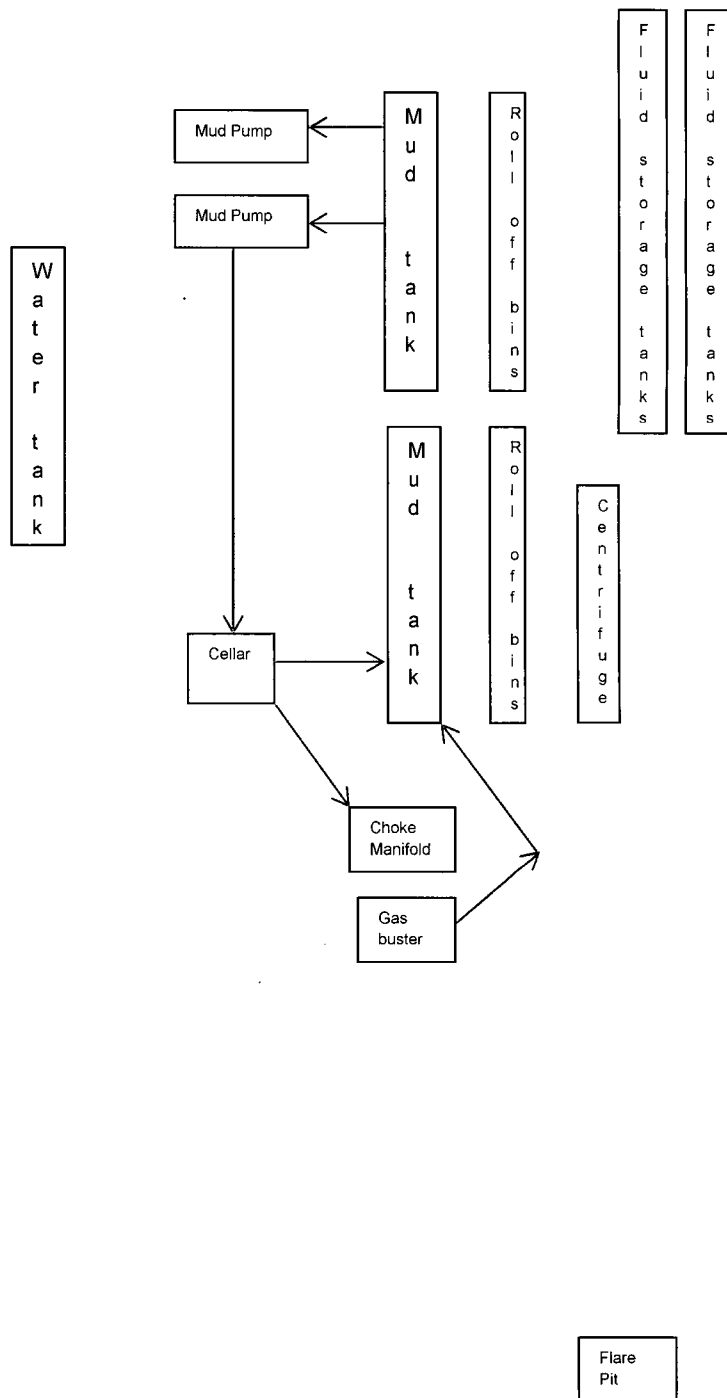 Fluid storage tanks
Fluid storage tanks
Mud Pump
Mud tank
Roll off bins
Mud Pump
Water tank
Mud tank
Roll off bins
Centrifuge
Cellar
Choke
Manifold
Gas
buster
Flare
Pit